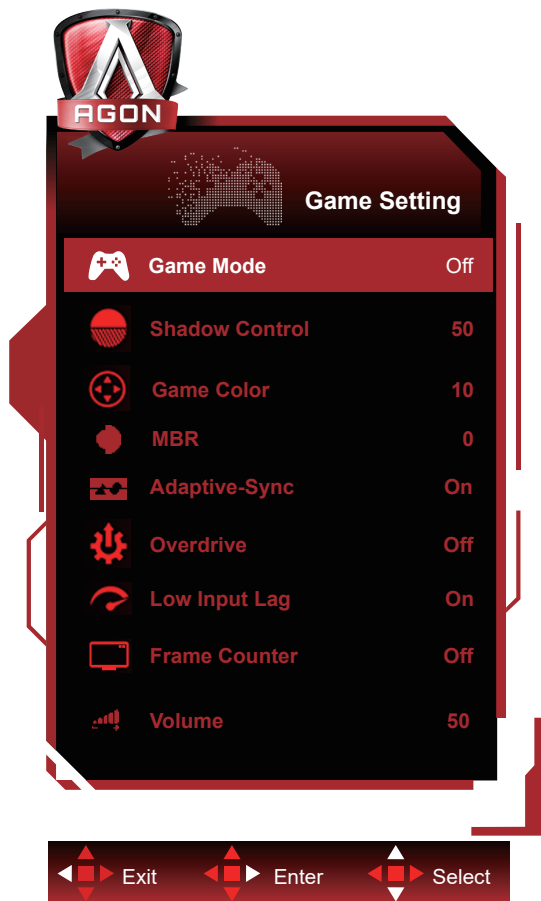 AGON
Game Setting
Game Mode Off
Shadow Control 50
Game Color 10
MBR 0
Adaptive-Sync On
Overdrive Off
Low Input Lag On
Frame Counter Off
Volume 50
Exit Enter Select